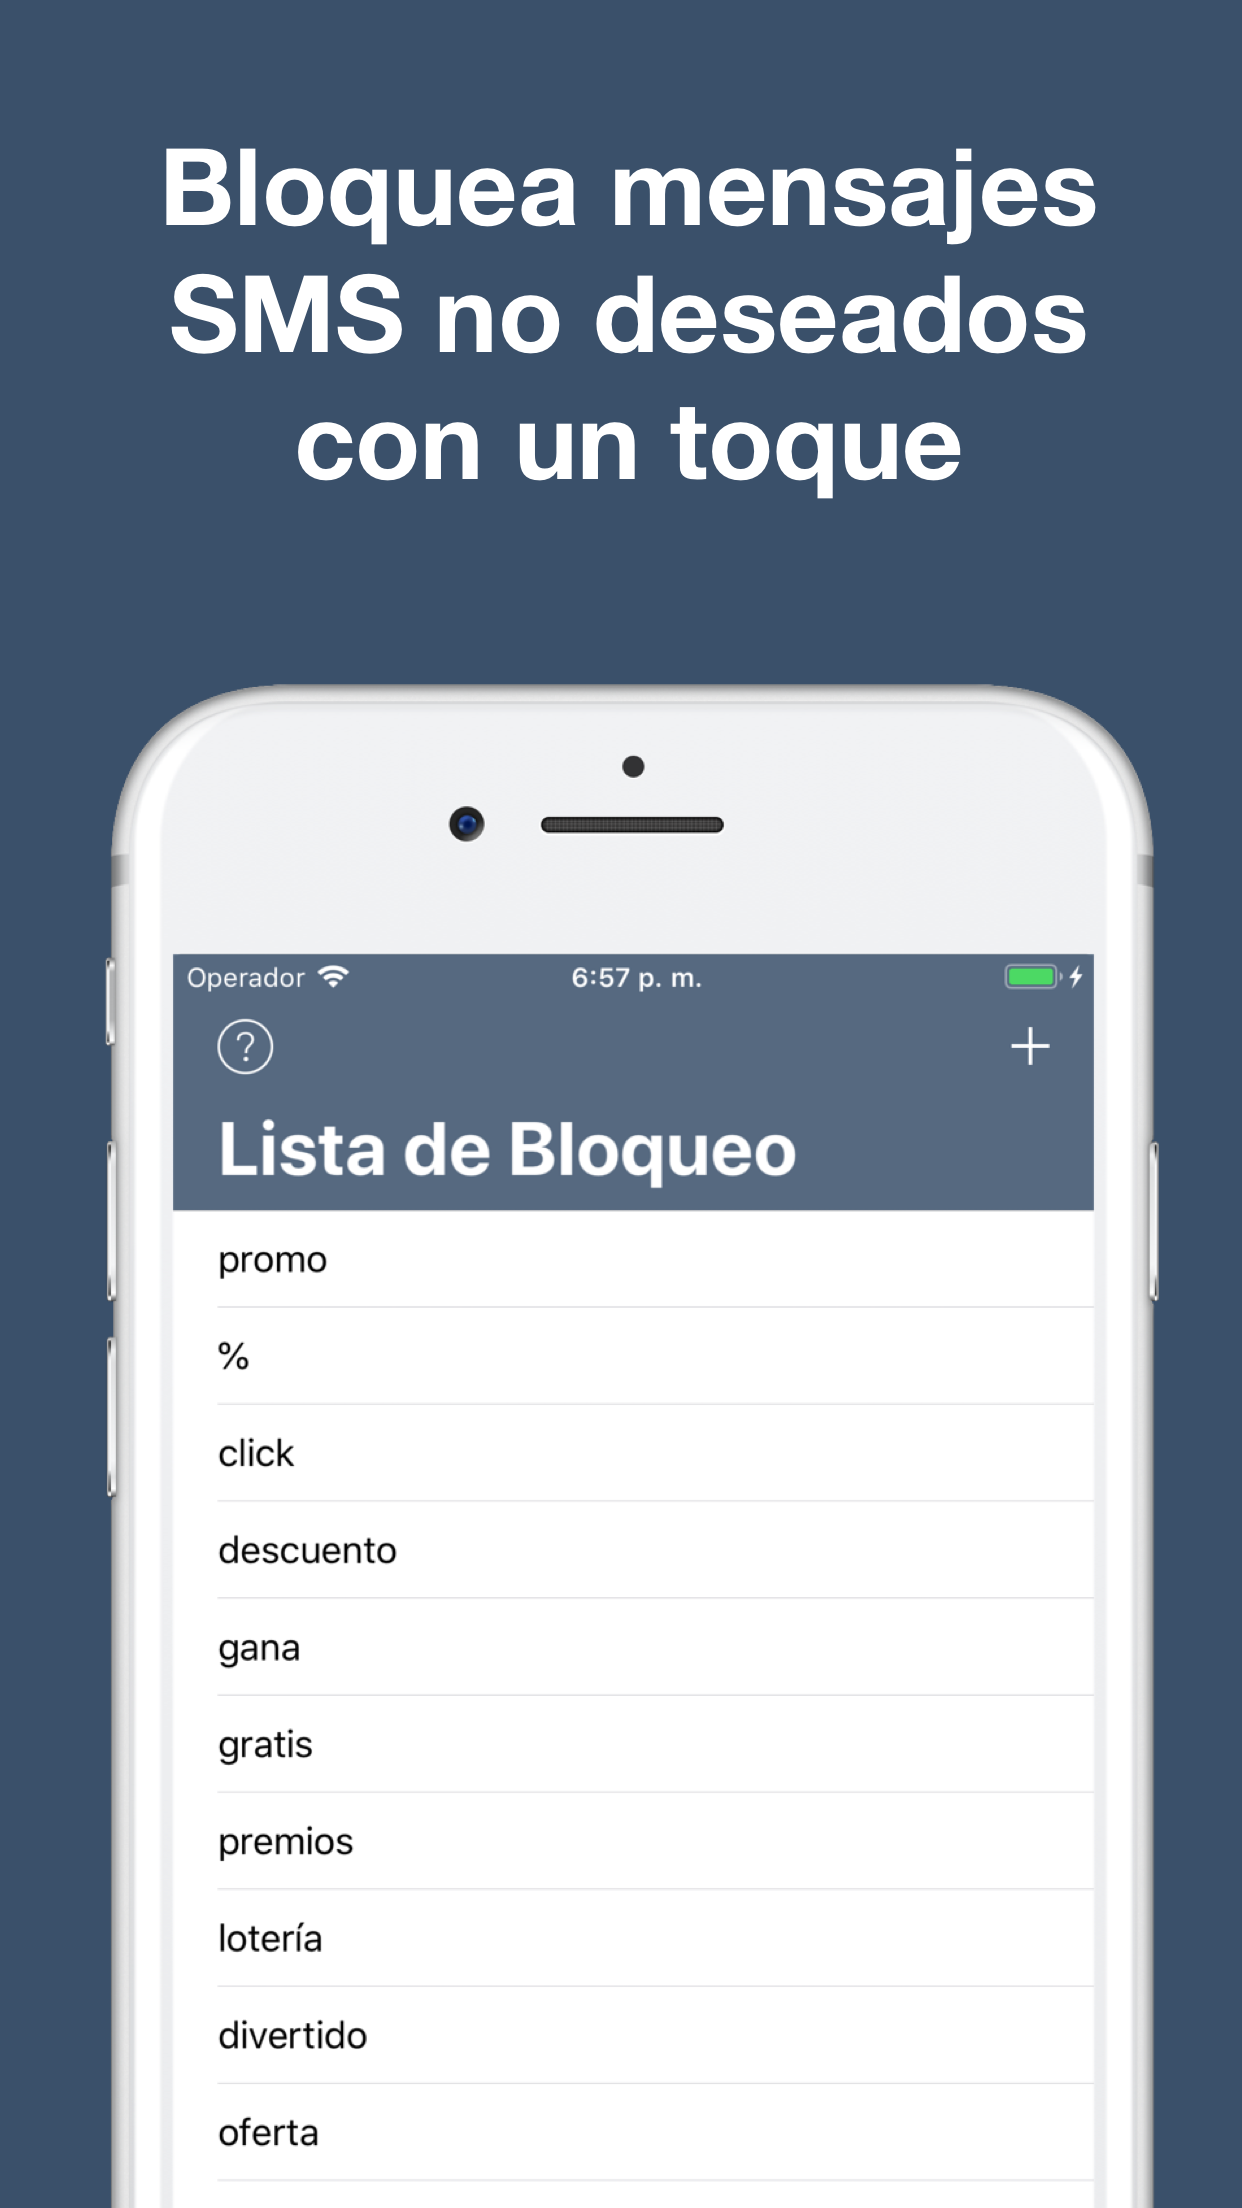 Bloquea mensajes
SMS no deseados
con un toque
Operador 6:57 p. m.
?
Lista de Bloqueo
promo
%
click
descuento
gana
gratis
premios
lotería
divertido
oferta